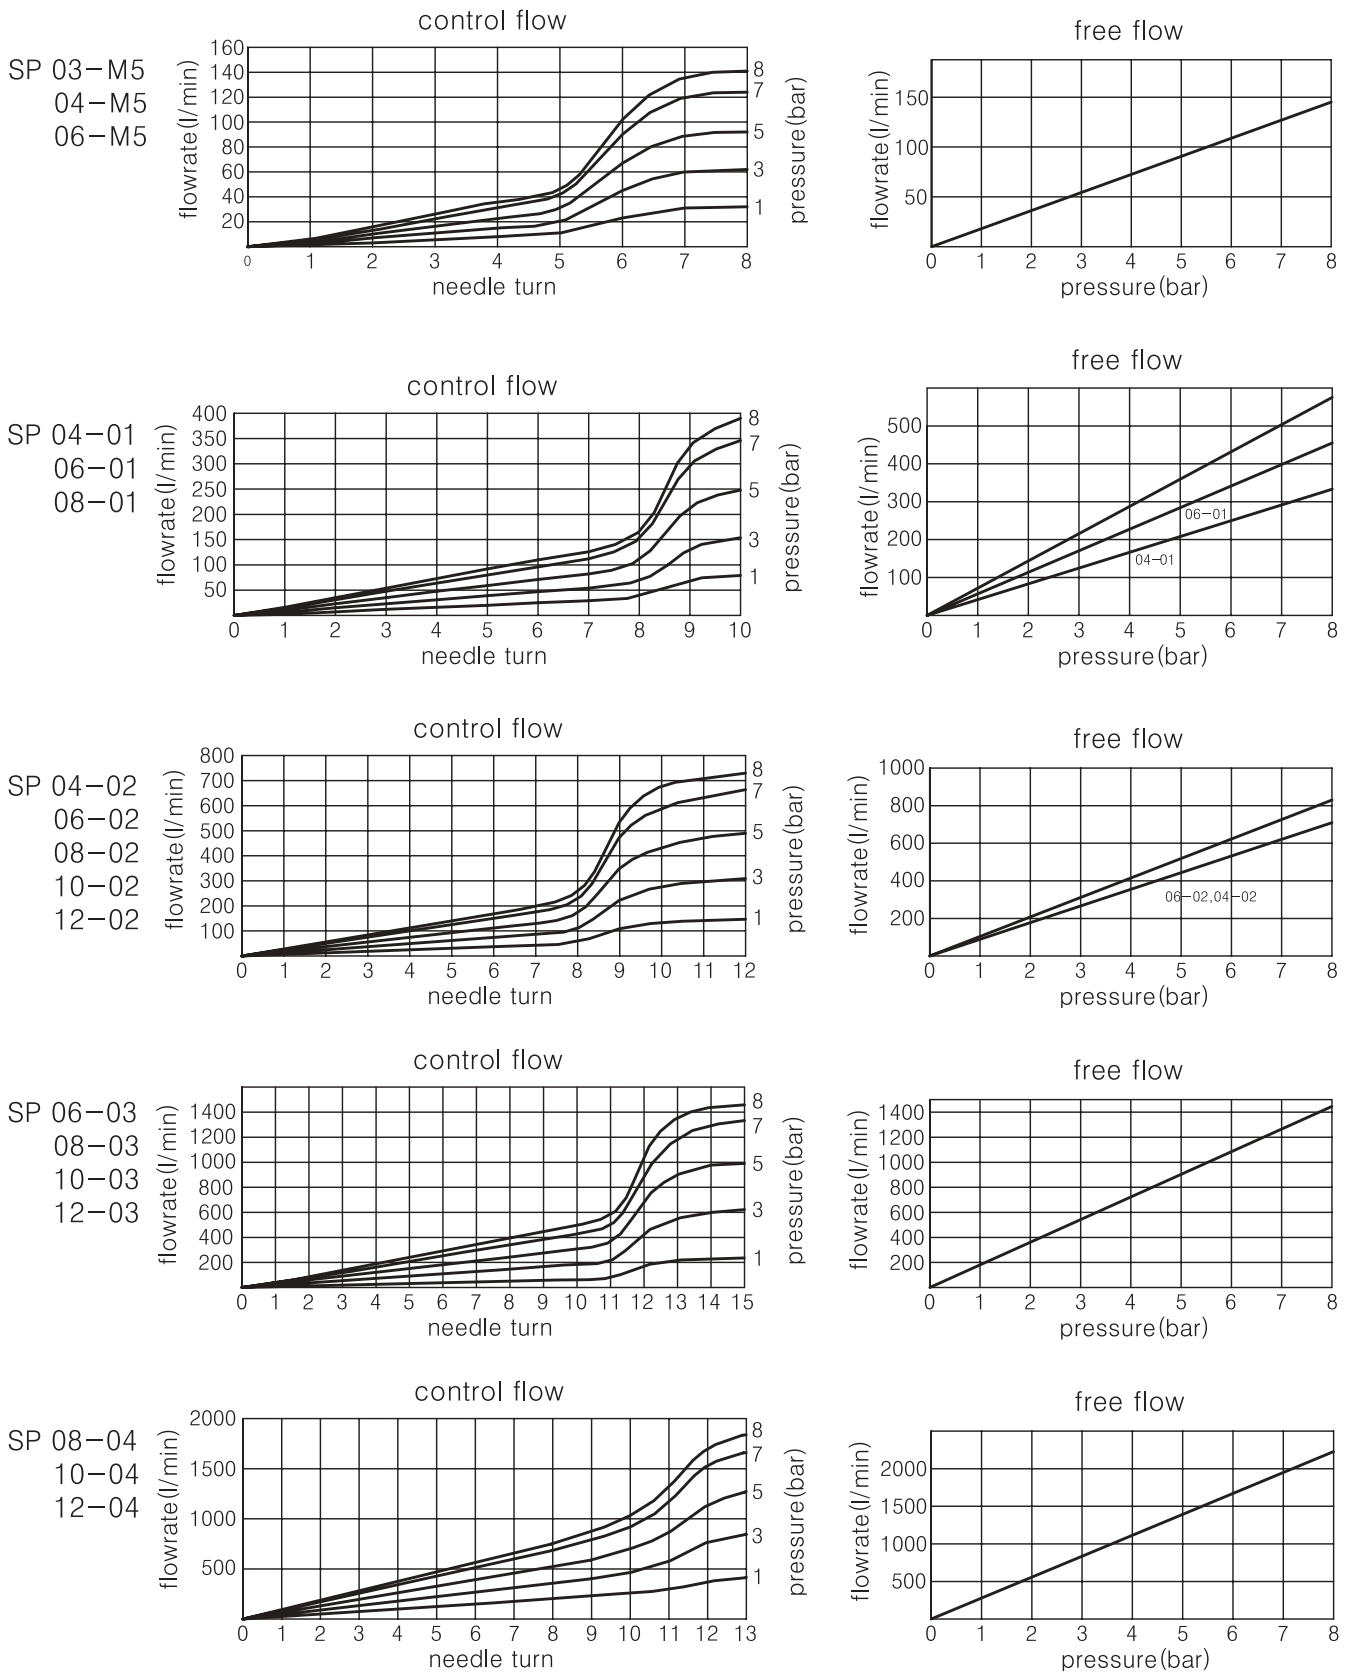 control flow
free flow
SP 03-M5
04-M5
06-M5
flowrate(l/min)
160
140
120
100
80
60
40
20
0 1 2 3 4 5 6 7 8
needle turn
8
7
5
3
1
pressure(bar)
flowrate(l/min)
150
100
50
0 1 2 3 4 5 6 7 8
pressure(bar)
control flow
free flow
SP 04-01
06-01
08-01
flowrate(l/min)
400
350
300
250
200
150
100
50
0 1 2 3 4 5 6 7 8 9 10
needle turn
8
7
5
3
1
pressure(bar)
flowrate(l/min)
500
400
300
200
100
06-01
04-01
0 1 2 3 4 5 6 7 8
pressure(bar)
control flow
free flow
SP 04-02
06-02
08-02
10-02
12-02
flowrate(l/min)
800
700
600
500
400
300
200
100
0 1 2 3 4 5 6 7 8 9 10 11 12
needle turn
8
7
5
3
1
pressure(bar)
flowrate(l/min)
1000
800
600
400
200
06-02,04-02
0 1 2 3 4 5 6 7 8
pressure(bar)
control flow
free flow
SP 06-03
08-03
10-03
12-03
flowrate(l/min)
1400
1200
1000
800
600
400
200
0 1 2 3 4 5 6 7 8 9 10 11 12 13 14 15
needle turn
8
7
5
3
1
pressure(bar)
flowrate(l/min)
1400
1200
1000
800
600
400
200
0 1 2 3 4 5 6 7 8
pressure(bar)
control flow
free flow
SP 08-04
10-04
12-04
flowrate(l/min)
2000
1500
1000
500
0 1 2 3 4 5 6 7 8 9 10 11 12 13
needle turn
8
7
5
3
1
pressure(bar)
flowrate(l/min)
2000
1500
1000
500
0 1 2 3 4 5 6 7 8
pressure(bar)